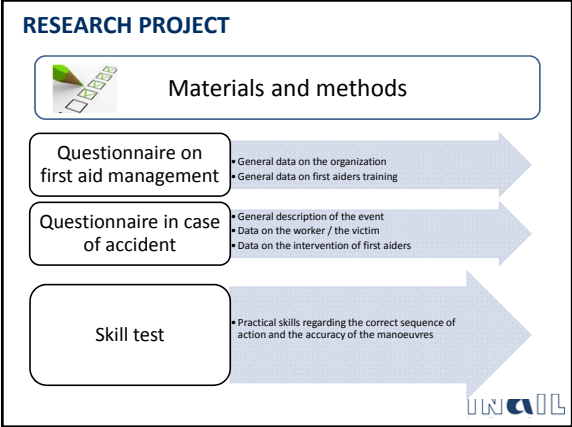 RESEARCH PROJECT
Materials and methods
Questionnaire on
first aid management
• General data on the organization
• General data on first aiders training
Questionnaire in case
of accident
• General description of the event
• Data on the worker / the victim
• Data on the intervention of first aiders
Skill test
• Practical skills regarding the correct sequence of
action and the accuracy of the manoeuvres
INAIL